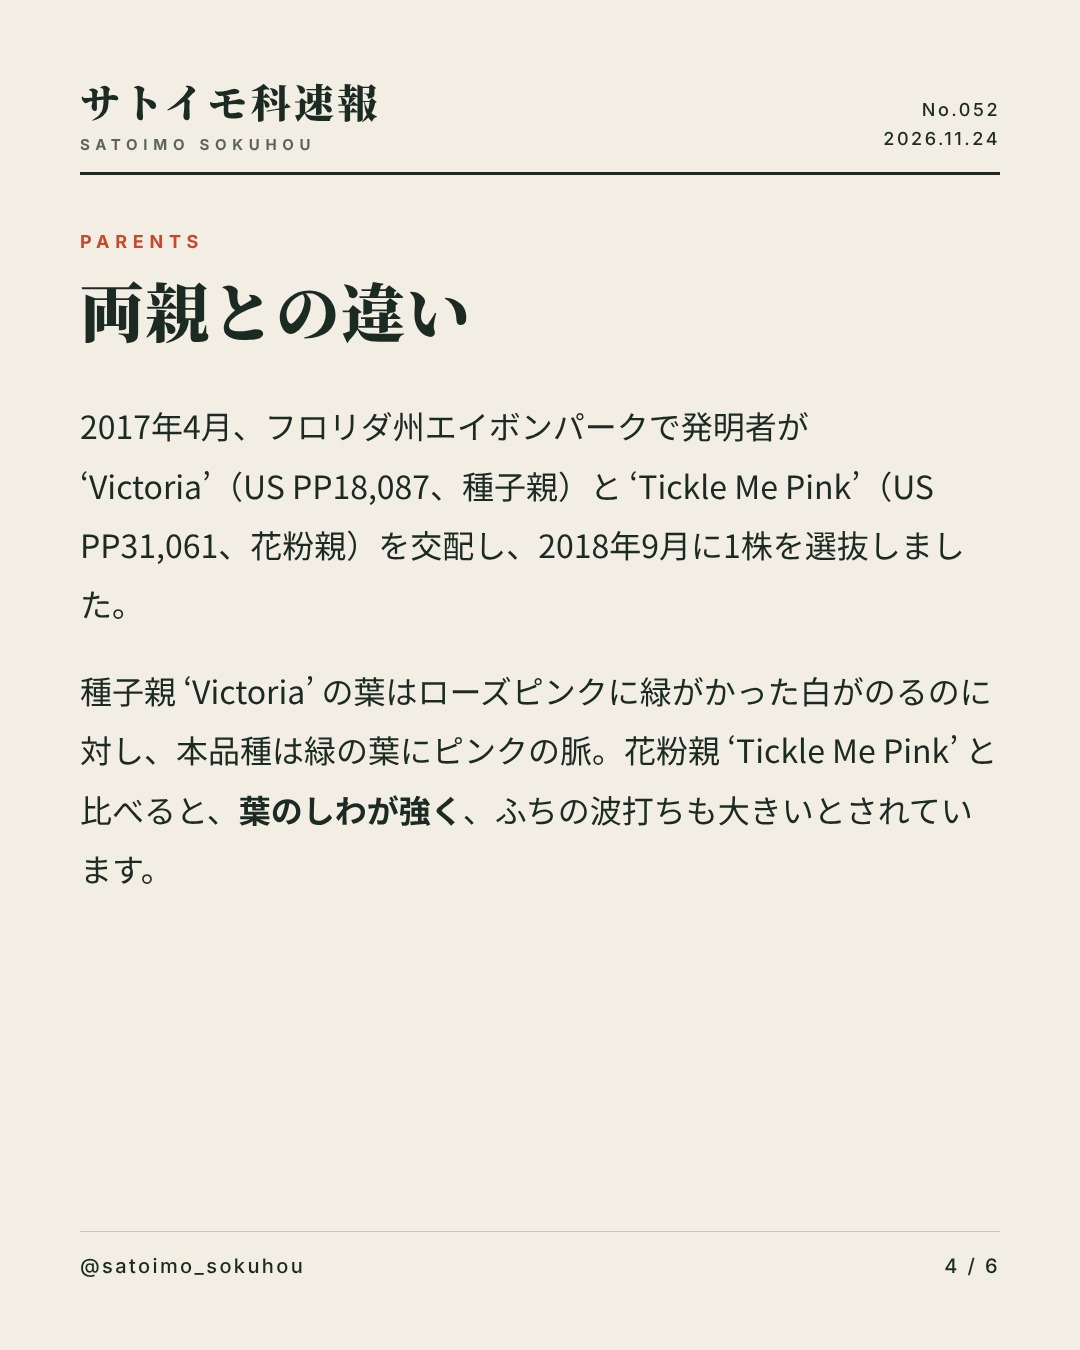 サトイモ科速報
SATOIMO SOKUHOU
No.052
2026.11.24
PARENTS
両親との違い
2017年4月、フロリダ州エイボンパークで発明者が
‘Victoria’（US PP18,087、種子親）と ‘Tickle Me Pink’（US
PP31,061、花粉親）を交配し、2018年9月に1株を選抜しまし
た。
種子親 ‘Victoria’ の葉はローズピンクに緑がかった白がのるのに
対し、本品種は緑の葉にピンクの脈。花粉親 ‘Tickle Me Pink’ と
比べると、葉のしわが強く、ふちの波打ちも大きいとされてい
ます。
@satoimo_sokuhou
4 / 6